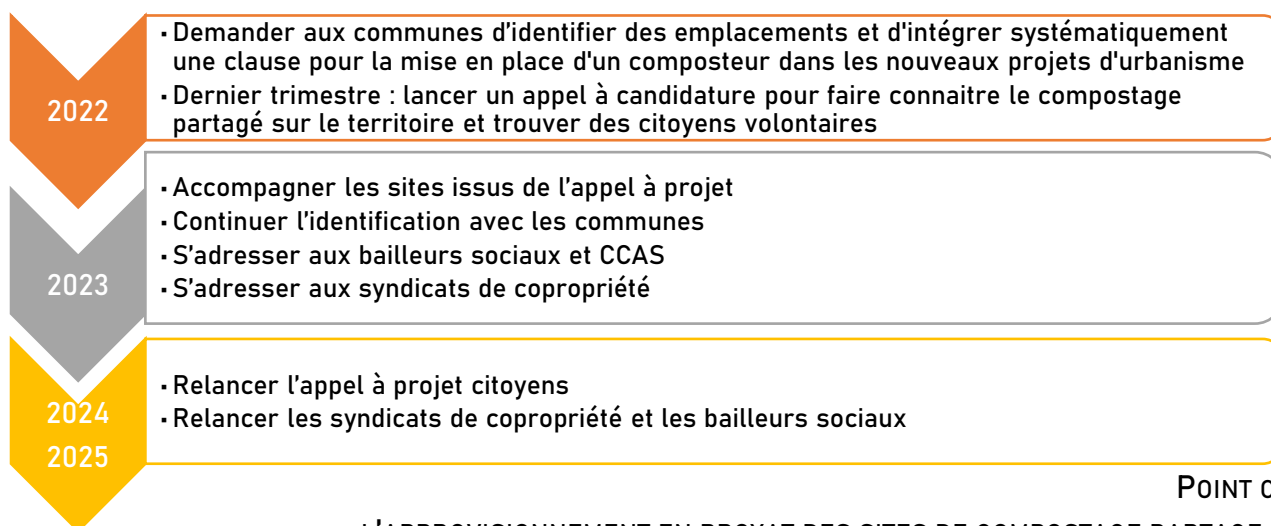 2022
▪ Demander aux communes d’identifier des emplacements et d'intégrer systématiquement
une clause pour la mise en place d'un composteur dans les nouveaux projets d'urbanisme
▪ Dernier trimestre : lancer un appel à candidature pour faire connaitre le compostage
partagé sur le territoire et trouver des citoyens volontaires
2023
▪ Accompagner les sites issus de l’appel à projet
▪ Continuer l’identification avec les communes
▪ S’adresser aux bailleurs sociaux et CCAS
▪ S’adresser aux syndicats de copropriété
2024
2025
▪ Relancer l’appel à projet citoyens
▪ Relancer les syndicats de copropriété et les bailleurs sociaux
POINT